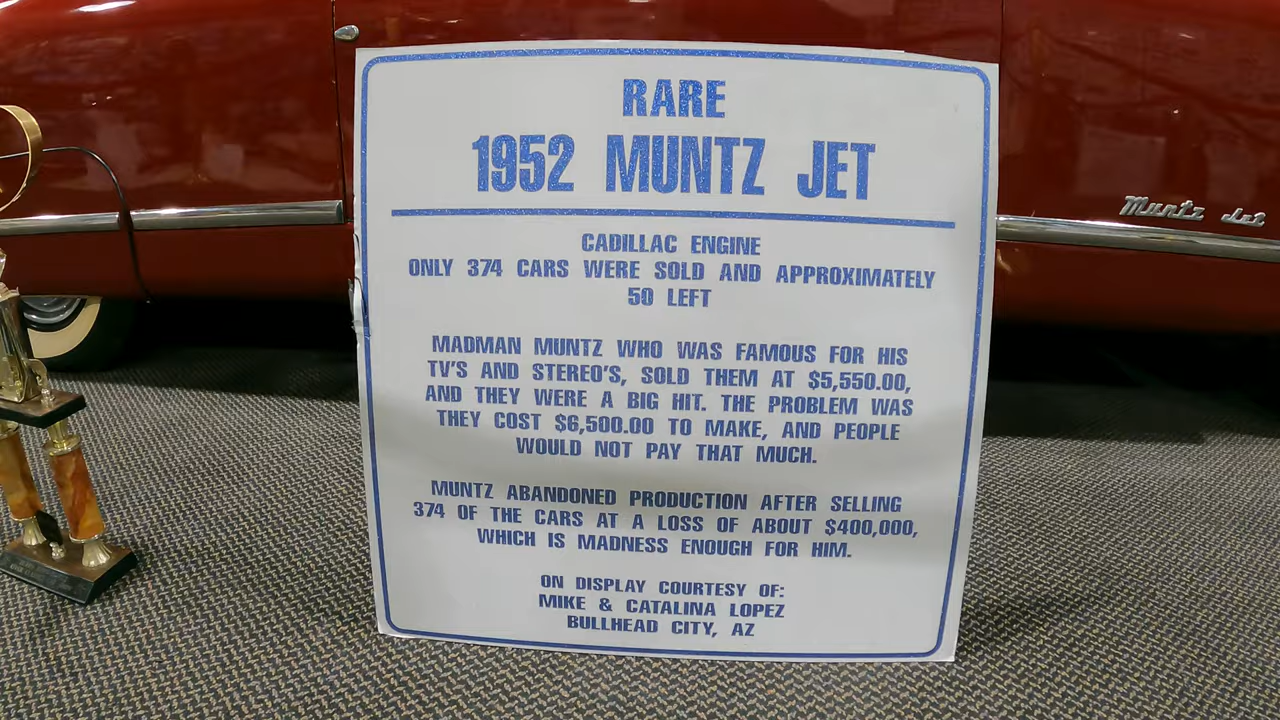 RARE
1952 MUNTZ JET
CADILLAC ENGINE
ONLY 374 CARS WERE SOLD AND APPROXIMATELY
50 LEFT
MADMAN MUNTZ WHO WAS FAMOUS FOR HIS
TV'S AND STEREO'S, SOLD THEM AT $5,550.00,
AND THEY WERE A BIG HIT. THE PROBLEM WAS
THEY COST $6,500.00 TO MAKE, AND PEOPLE
WOULD NOT PAY THAT MUCH.
MUNTZ ABANDONED PRODUCTION AFTER SELLING
374 OF THE CARS AT A LOSS OF ABOUT $400,000,
WHICH IS MADNESS ENOUGH FOR HIM.
ON DISPLAY COURTESY OF:
MIKE & CATALINA LOPEZ
BULLHEAD CITY, AZ
Muntz Jet